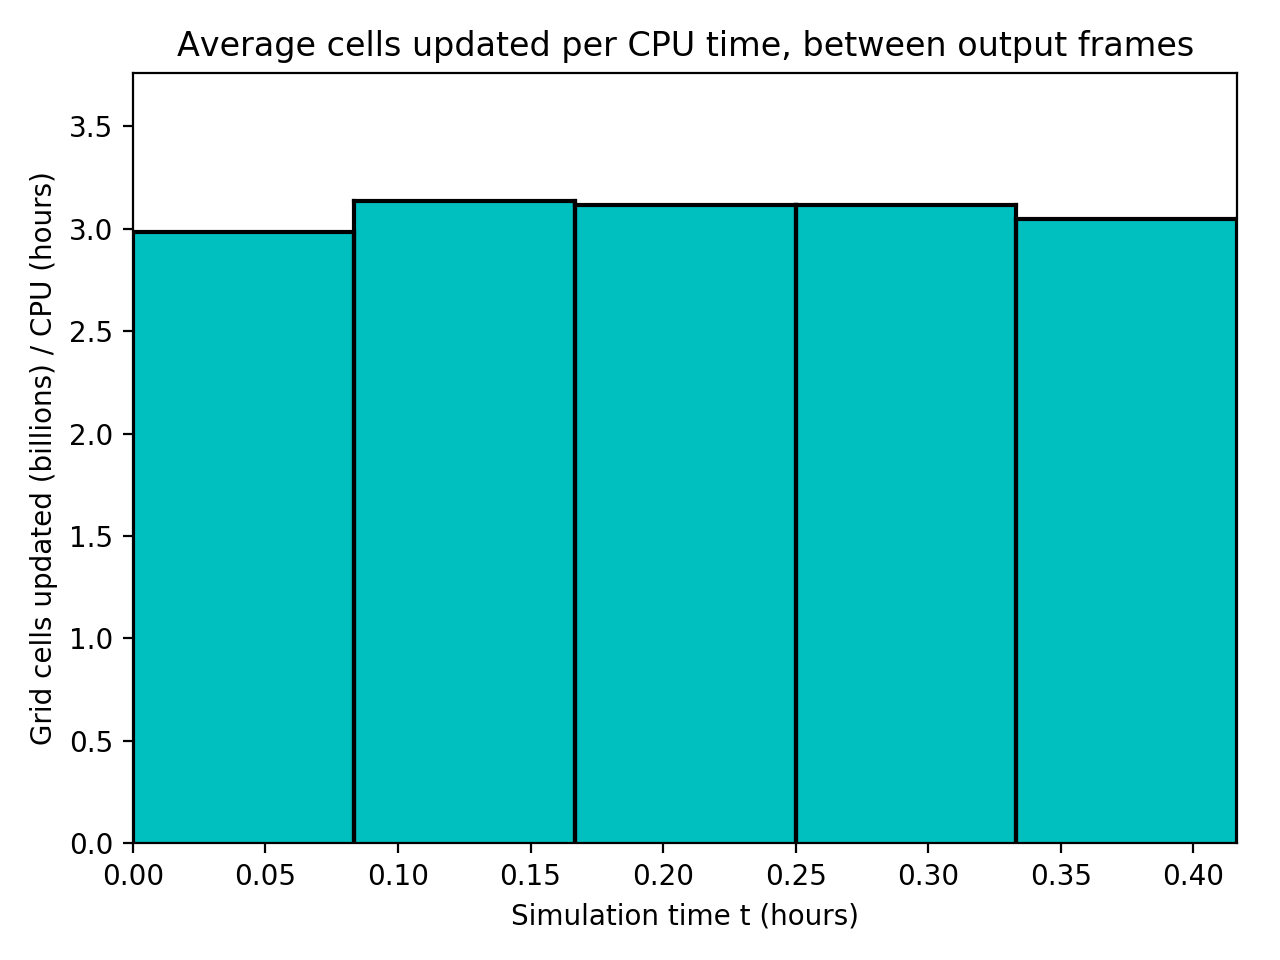 Average cells updated per CPU time, between output frames
Grid cells updated (billions) / CPU (hours)
3.5
3.0
2.5
2.0
1.5
1.0
0.5
0.0
0.00 0.05 0.10 0.15 0.20 0.25 0.30 0.35 0.40
Simulation time t (hours)